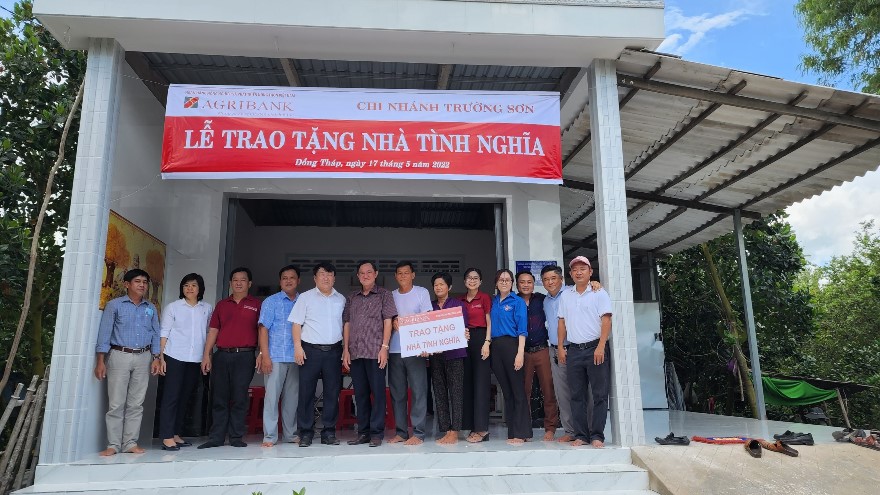 AGRIBANK
CHI NHÁNH TRƯỜNG SƠN
LỄ TRAO TẶNG NHÀ TÌNH NGHĨA
Đồng Tháp, ngày 17 tháng 5 năm 2022
TRAO TẶNG
NHÀ TÌNH NGHĨA